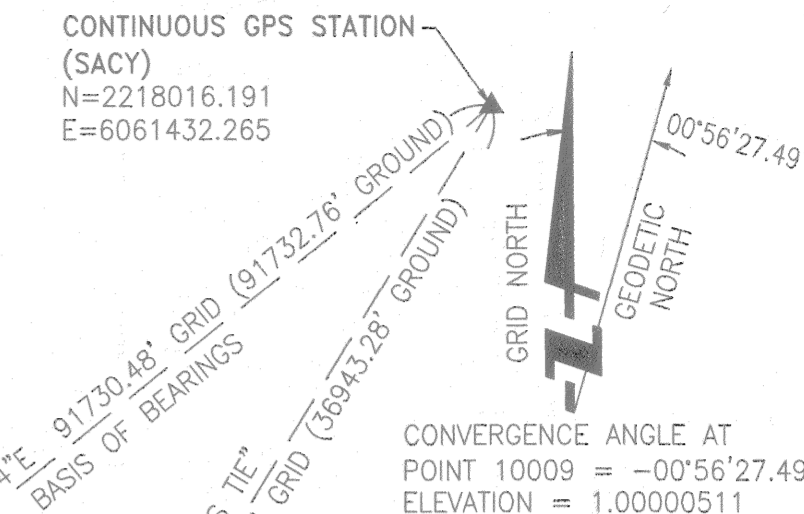 CONTINUOUS GPS STATION
(SACY)
N=2218016.191
E=6061432.265
4"E 91730.48' GRID (91732.76' GROUND)
BASIS OF BEARINGS
TIE"
GRID (36943.28' GROUND)
GRID NORTH
GEODETIC
NORTH
00°56'27.49
CONVERGENCE ANGLE AT
POINT 10009 = -00°56'27.49
ELEVATION = 1.00000511